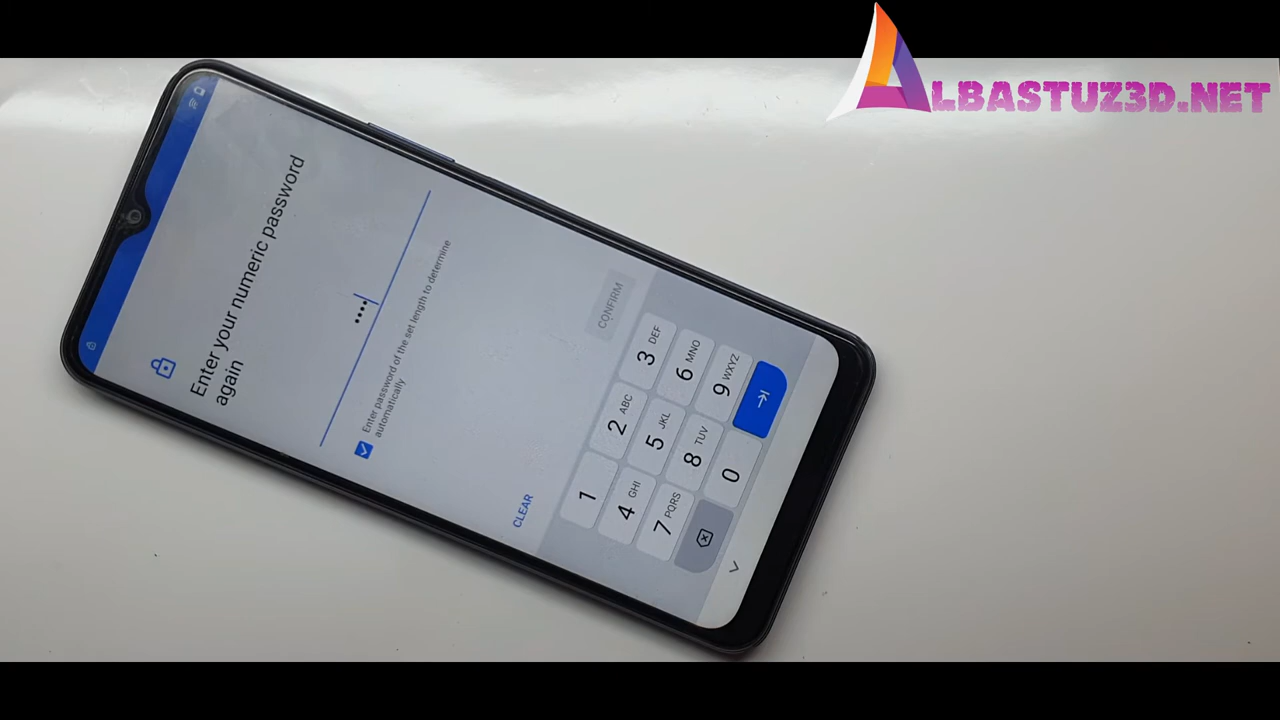 ALBASTUZ3D.NET
Enter your numeric password
again
••••
Enter password of the set length to determine
automatically
CLEAR
CONFIRM
1
2 ABC
3 DEF
4 GHI
5 JKL
6 MNO
7 PQRS
8 TUV
9 WXYZ
0